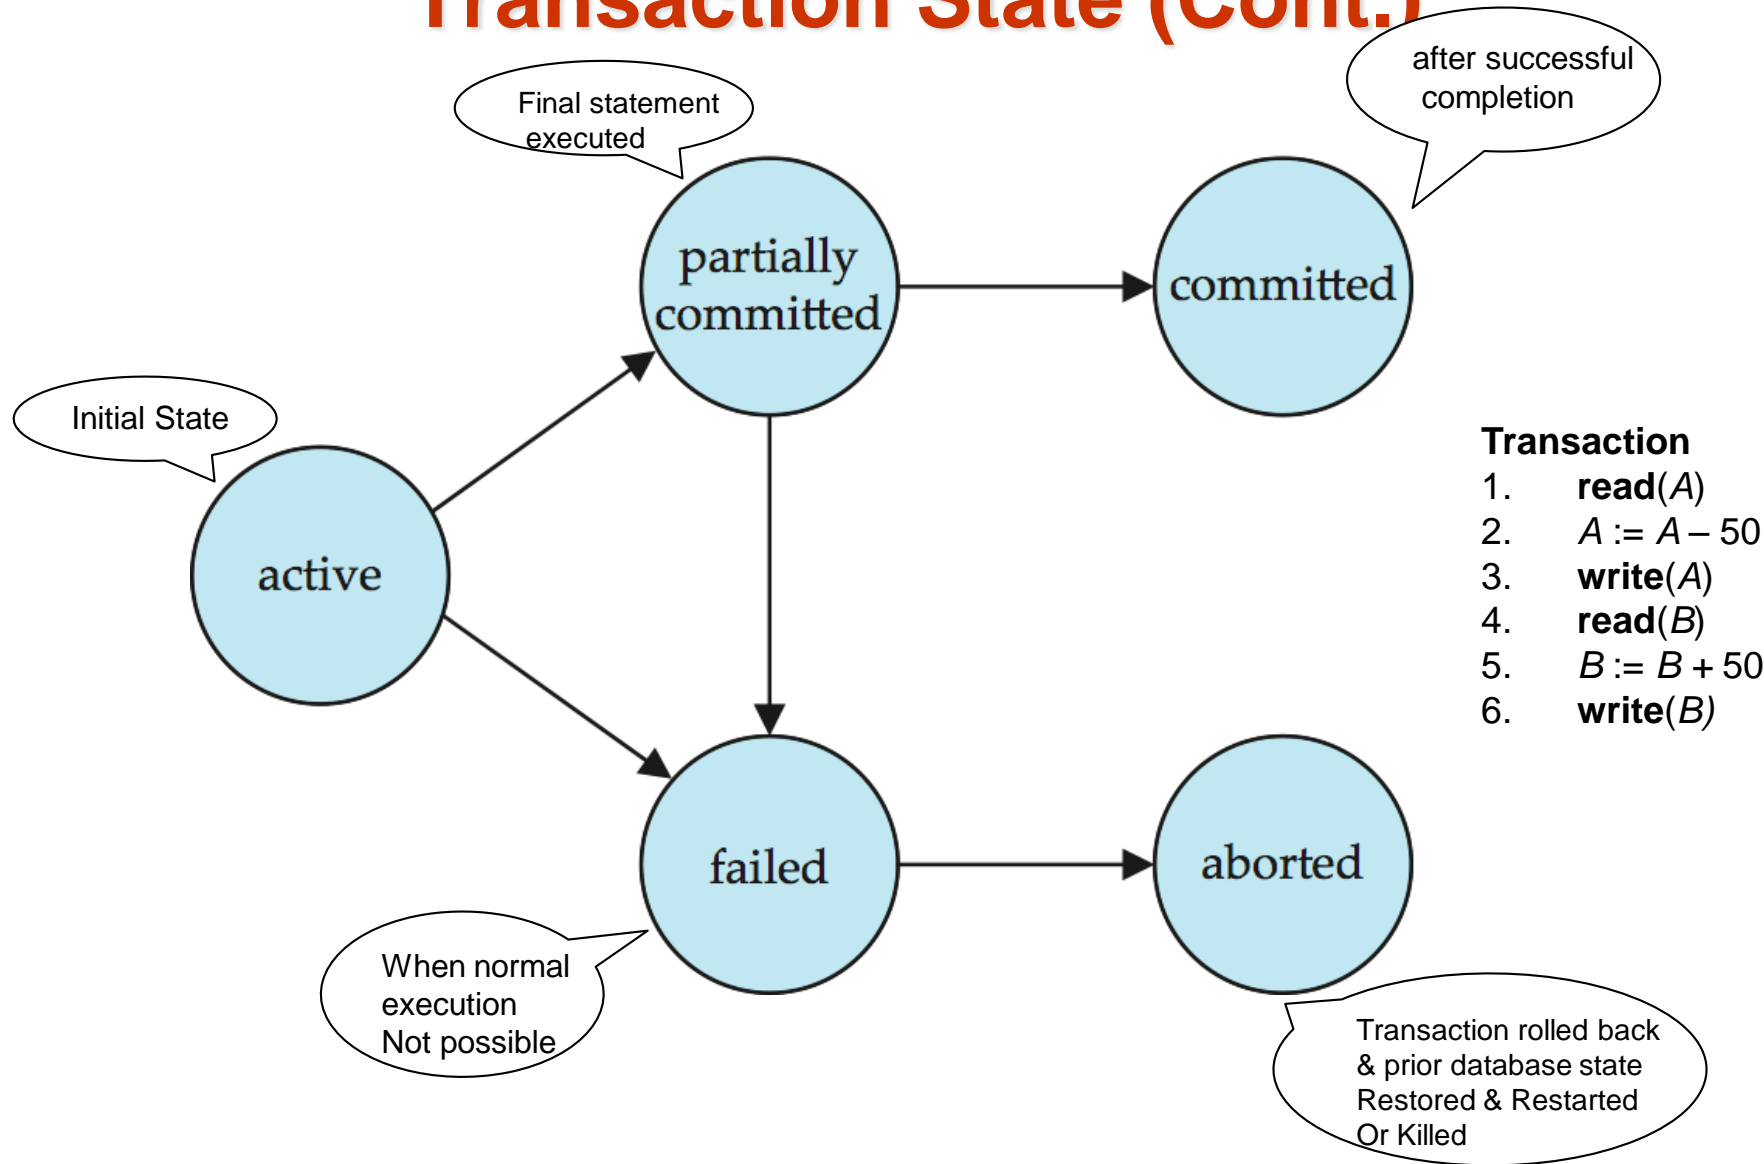 Transaction State (Cont.)
after successful
completion
Final statement
executed
partially
committed
committed
Initial State
active
Transaction
1. read(A)
2. A := A – 50
3. write(A)
4. read(B)
5. B := B + 50
6. write(B)
failed
aborted
When normal
execution
Not possible
Transaction rolled back
& prior database state
Restored & Restarted
Or Killed